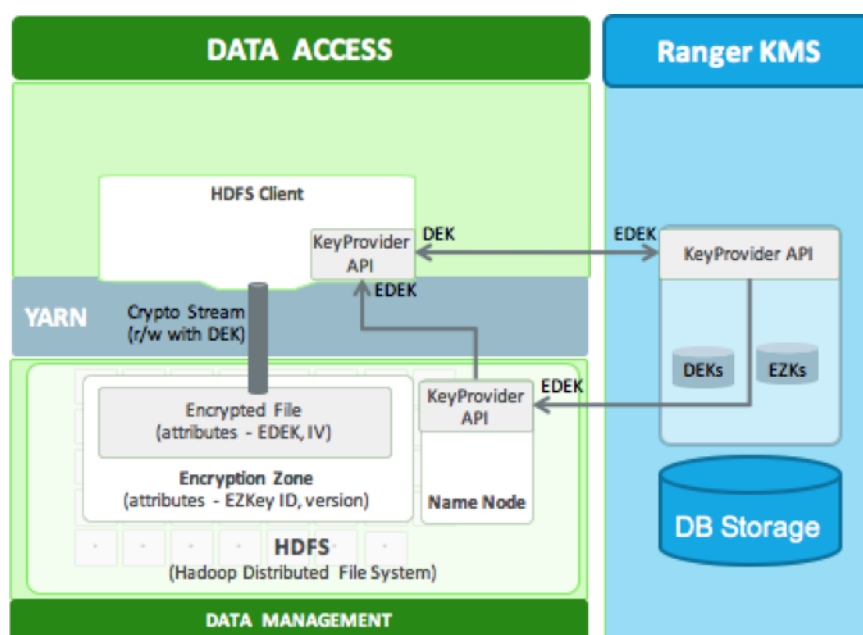 DATA ACCESS
Ranger KMS
HDFS Client
KeyProvider
API
DEK
EDEK
KeyProvider API
EDEK
YARN
Crypto Stream
(r/w with DEK)
DEKs
EZKs
KeyProvider
API
EDEK
Encrypted File
(attributes - EDEK, IV)
Encryption Zone
(attributes - EZKey ID, version)
Name Node
DB Storage
HDFS
(Hadoop Distributed File System)
DATA MANAGEMENT